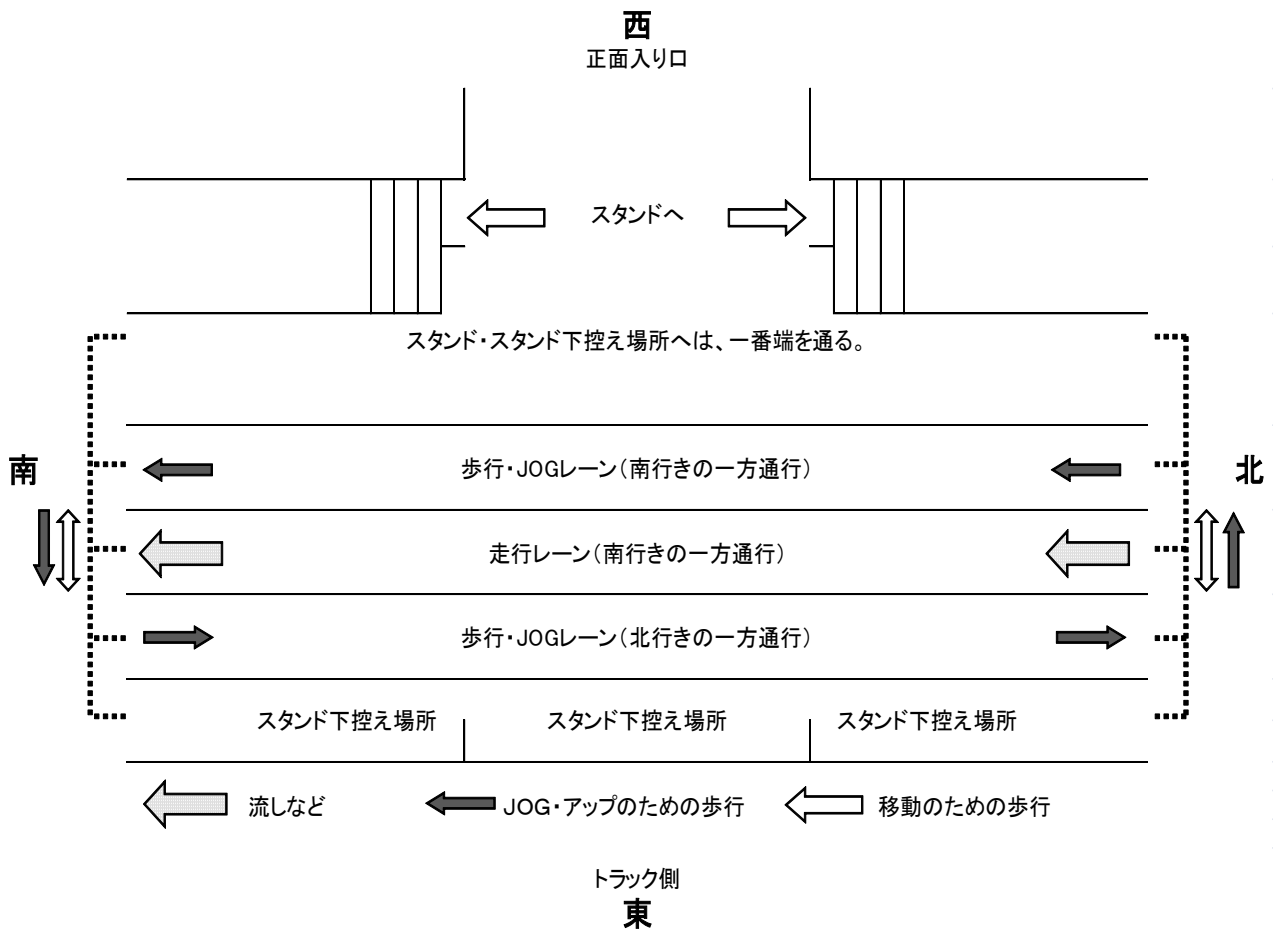 西
正面入り口
スタンドへ
スタンド・スタンド下控え場所へは、一番端を通る。
南
歩行・JOGレーン（南行きの一方通行）
北
走行レーン（南行きの一方通行）
歩行・JOGレーン（北行きの一方通行）
スタンド下控え場所
スタンド下控え場所
スタンド下控え場所
流しなど
JOG・アップのための歩行
移動のための歩行
トラック側
東